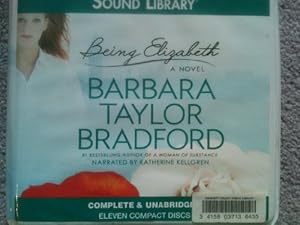 SOUND LIBRARY
Being Elizabeth
A NOVEL
BARBARA
TAYLOR
BRADFORD
#1 BESTSELLING AUTHOR OF A WOMAN OF SUBSTANCE
NARRATED BY KATHERINE KELLGREN
COMPLETE & UNABRIDG
ELEVEN COMPACT DISCS
3 4158 03713 6435